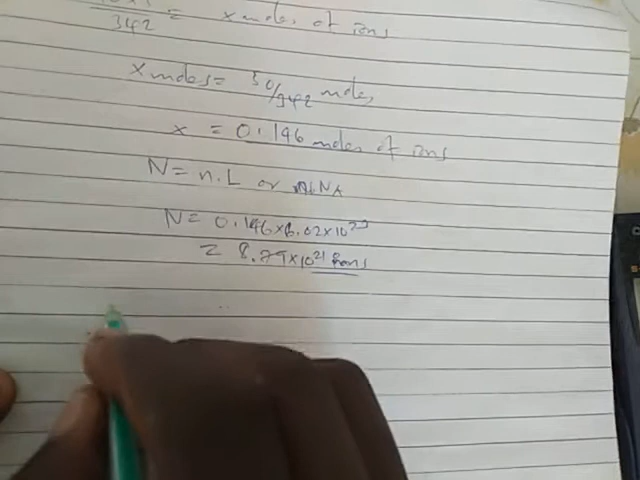 342 = x moles of ions
x moles = 50/342 moles
x = 0.146 moles of ions
N = n.L or n.NA
N = 0.146 x 6.02 x 10²³
= 8.79 x 10²¹ ions